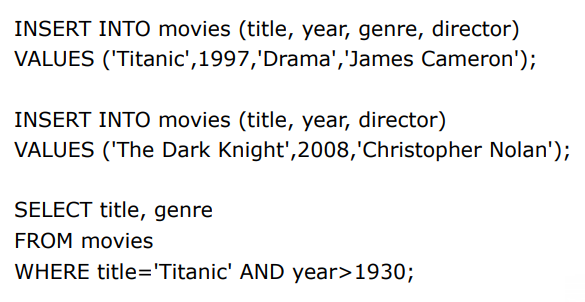 INSERT INTO movies (title, year, genre, director)
VALUES ('Titanic',1997,'Drama','James Cameron');
INSERT INTO movies (title, year, director)
VALUES ('The Dark Knight',2008,'Christopher Nolan');
SELECT title, genre
FROM movies
WHERE title='Titanic' AND year>1930;